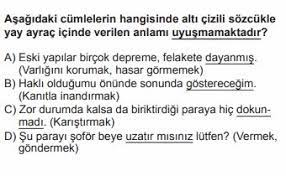 Aşağıdaki cümlelerin hangisinde altı çizili sözcükle
yay ayraç içinde verilen anlamı uyuşmamaktadır?
A) Eski yapılar birçok depreme, felakete dayanmış.
(Varlığını korumak, hasar görmemek)
B) Haklı olduğumu önünde sonunda göstereceğim.
(Kanıtla inandırmak)
C) Zor durumda kalsa da biriktirdiği paraya hiç dokun-
madı. (Karıştırmak)
D) Şu parayı şoför beye uzatır mısınız lütfen? (Vermek,
göndermek)